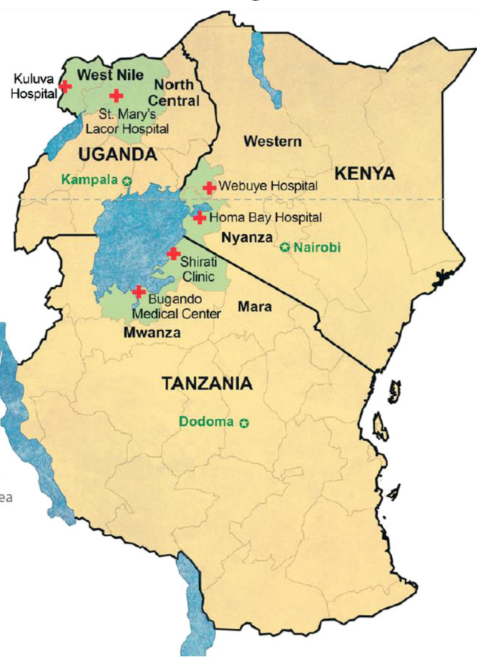 West Nile
Kuluva
Hospital
North
Central
St. Mary's
Lacor Hospital
UGANDA
Western
KENYA
Kampala
Webuye Hospital
Homa Bay Hospital
Nyanza
Nairobi
Shirati
Clinic
Bugando
Medical Center
Mara
Mwanza
TANZANIA
Dodoma
ea